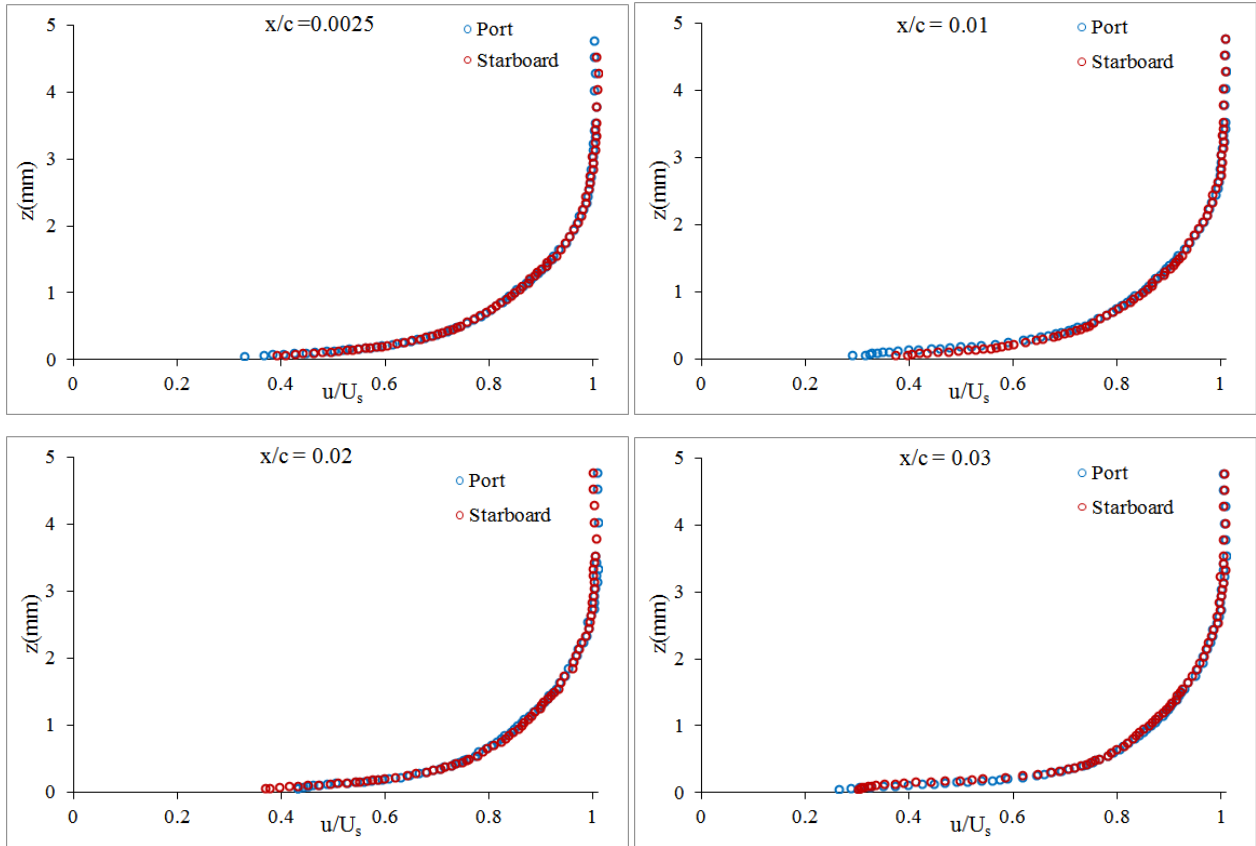 x/c =0.0025
Port
Starboard
5
4
3
2
1
0
z(mm)
0 0.2 0.4 0.6 0.8 1
u/Us
x/c = 0.01
Port
Starboard
5
4
3
2
1
0
z(mm)
0 0.2 0.4 0.6 0.8 1
u/Us
x/c = 0.02
Port
Starboard
5
4
3
2
1
0
z(mm)
0 0.2 0.4 0.6 0.8 1
u/Us
x/c = 0.03
Port
Starboard
5
4
3
2
1
0
z(mm)
0 0.2 0.4 0.6 0.8 1
u/Us